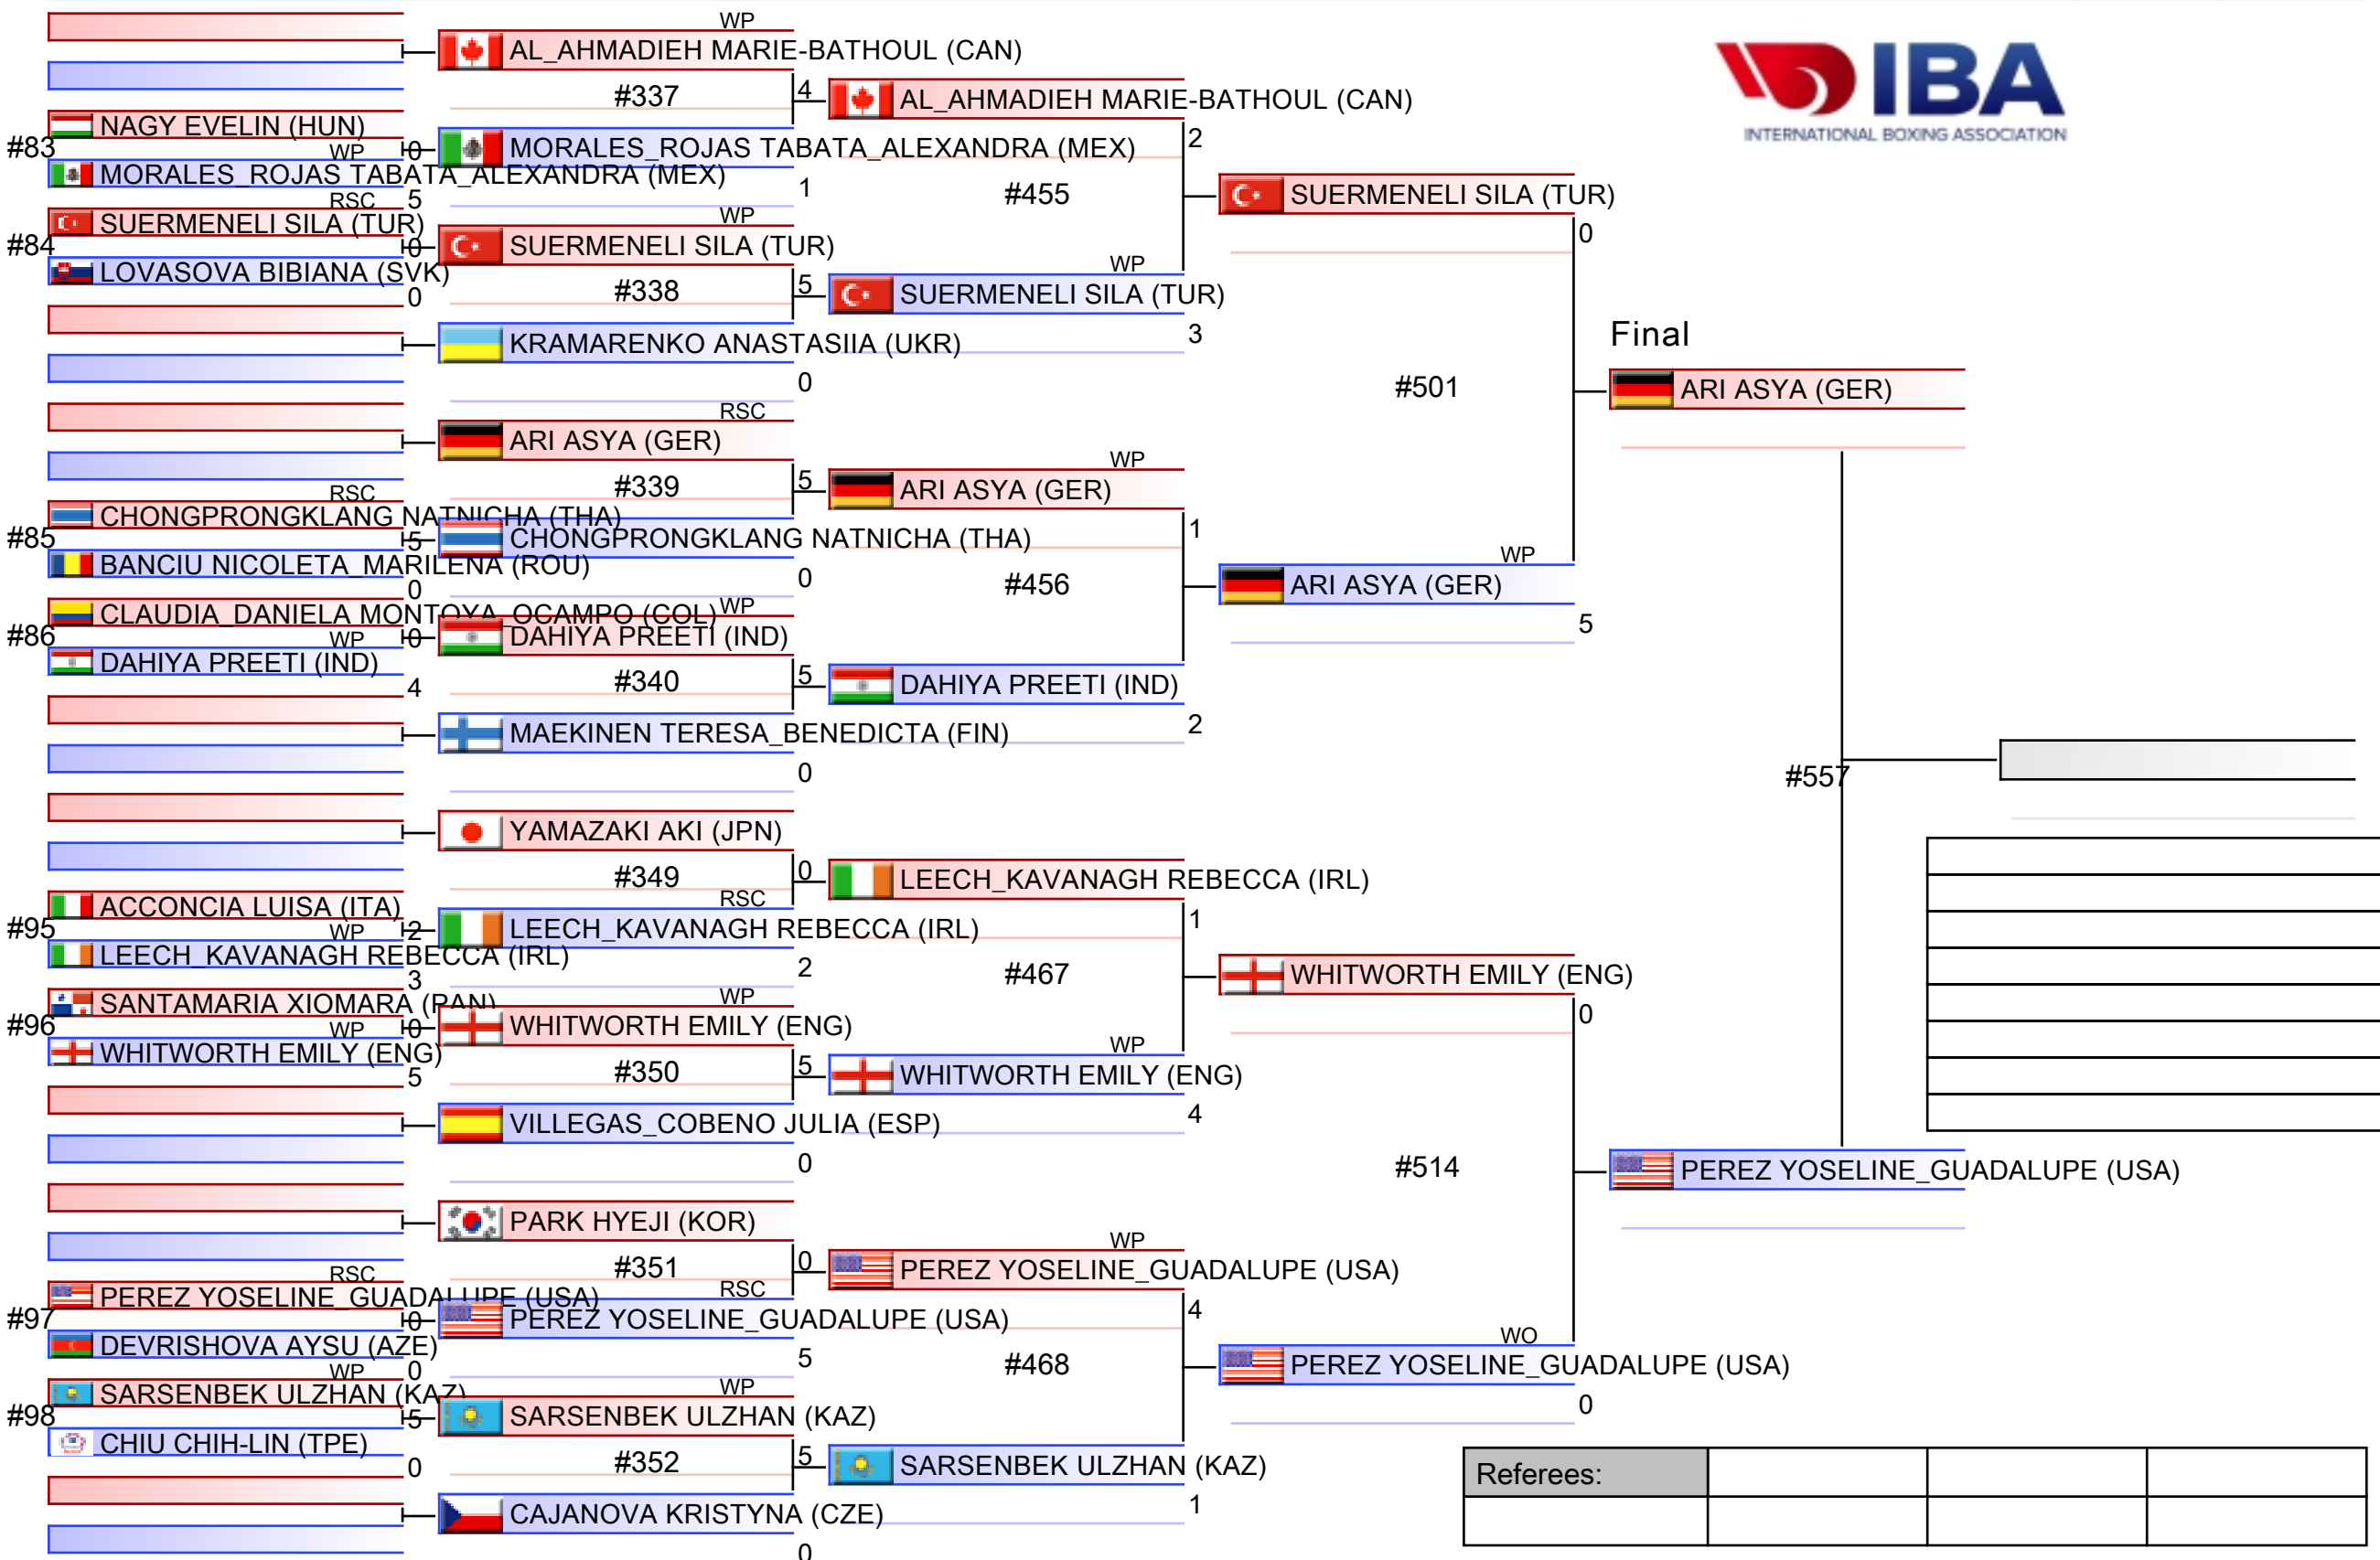 WP
AL_AHMADIEH MARIE-BATHOUL (CAN)
#337
4
AL_AHMADIEH MARIE-BATHOUL (CAN)
IBA
INTERNATIONAL BOXING ASSOCIATION
NAGY EVELIN (HUN)
#83
WP
0
MORALES_ROJAS TABATA_ALEXANDRA (MEX)
2
MORALES_ROJAS TABATA_ALEXANDRA (MEX)
5
1
#455
SUERMENELI SILA (TUR)
RSC
SUERMENELI SILA (TUR)
#84
0
WP
SUERMENELI SILA (TUR)
0
LOVASOVA BIBIANA (SVK)
0
#338
5
WP
SUERMENELI SILA (TUR)
3
KRAMARENKO ANASTASIIA (UKR)
0
Final
#501
ARI ASYA (GER)
RSC
ARI ASYA (GER)
#339
5
WP
ARI ASYA (GER)
RSC
CHONGPRONGKLANG NATNICHA (THA)
#85
5
CHONGPRONGKLANG NATNICHA (THA)
1
BANCIU NICOLETA_MARILENA (ROU)
0
0
#456
WP
ARI ASYA (GER)
5
CLAUDIA_DANIELA MONTOYA_OCAMPO (COL)
#86
WP
0
WP
DAHIYA PREETI (IND)
DAHIYA PREETI (IND)
4
#340
5
DAHIYA PREETI (IND)
2
MAEKINEN TERESA_BENEDICTA (FIN)
0
#557
YAMAZAKI AKI (JPN)
#349
0
LEECH_KAVANAGH REBECCA (IRL)
ACCONCIA LUISA (ITA)
#95
WP
2
RSC
LEECH_KAVANAGH REBECCA (IRL)
1
LEECH_KAVANAGH REBECCA (IRL)
3
2
#467
WHITWORTH EMILY (ENG)
SANTAMARIA XIOMARA (PAN)
#96
WP
0
WP
WHITWORTH EMILY (ENG)
0
WHITWORTH EMILY (ENG)
5
#350
5
WP
WHITWORTH EMILY (ENG)
4
VILLEGAS_COBENO JULIA (ESP)
0
#514
PEREZ YOSELINE_GUADALUPE (USA)
PARK HYEJI (KOR)
#351
0
WP
PEREZ YOSELINE_GUADALUPE (USA)
RSC
PEREZ YOSELINE_GUADALUPE (USA)
#97
0
RSC
PEREZ YOSELINE_GUADALUPE (USA)
4
DEVRISHOVA AYSU (AZE)
0
5
#468
WO
PEREZ YOSELINE_GUADALUPE (USA)
0
WP
SARSENBEK ULZHAN (KAZ)
#98
5
WP
SARSENBEK ULZHAN (KAZ)
CHIU CHIH-LIN (TPE)
0
#352
5
SARSENBEK ULZHAN (KAZ)
1
CAJANOVA KRISTYNA (CZE)
0
Referees: